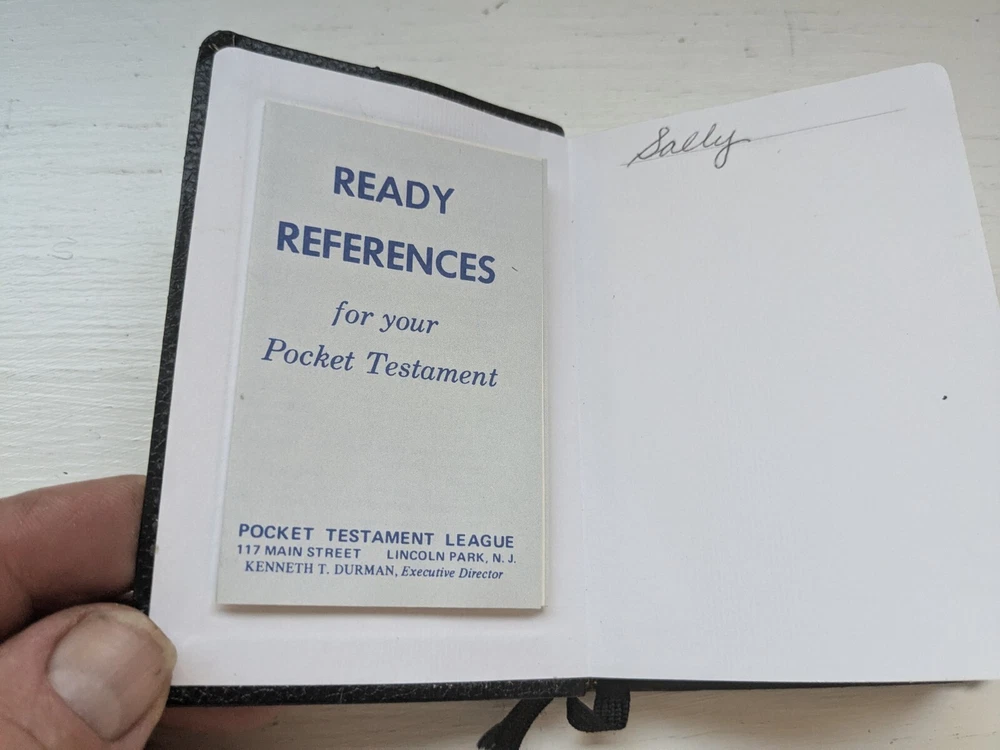 READY
REFERENCES
for your
Pocket Testament
POCKET TESTAMENT LEAGUE
117 MAIN STREET LINCOLN PARK, N. J.
KENNETH T. DURMAN, Executive Director
Sally